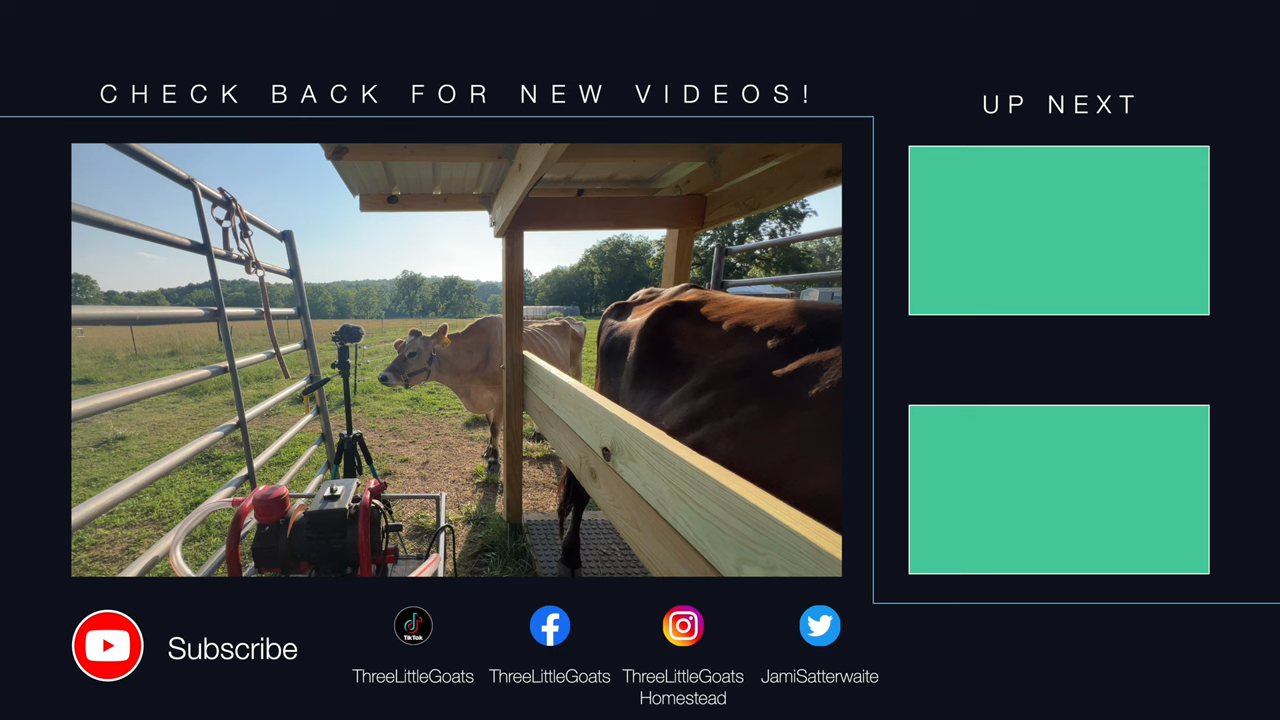 CHECK BACK FOR NEW VIDEOS!
UP NEXT
Subscribe
TikTok
ThreeLittleGoats
ThreeLittleGoats
ThreeLittleGoats
Homestead
JamiSatterwaite